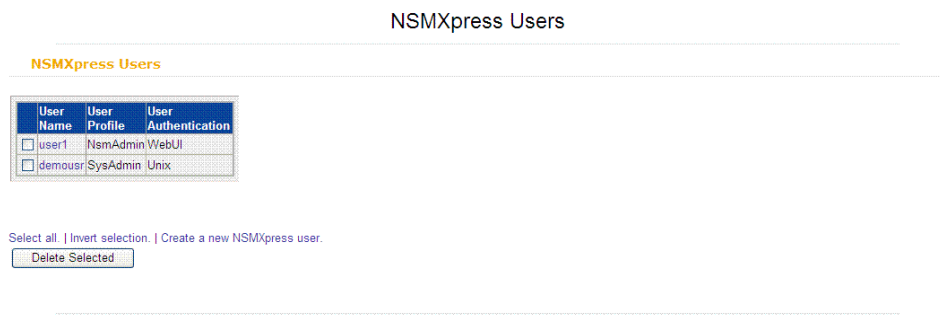 NSMXpress Users
NSMXpress Users
User Name User Profile User Authentication
user1 NsmAdmin WebUI
demousr SysAdmin Unix
Select all. | Invert selection. | Create a new NSMXpress user.
Delete Selected